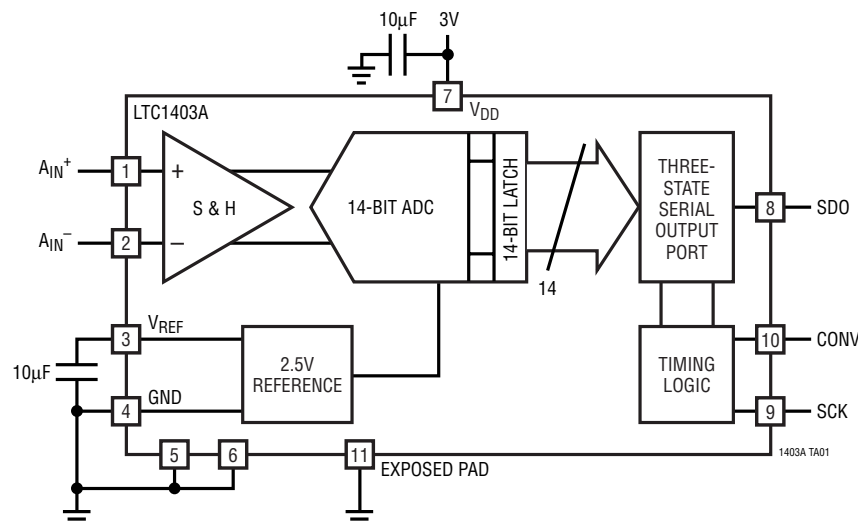 10µF
3V
7
LTC1403A
VDD
AIN+
1
+
S & H
AIN–
2
–
14-BIT ADC
14-BIT LATCH
14
THREE-
STATE
SERIAL
OUTPUT
PORT
8
SDO
3
VREF
10µF
2.5V
REFERENCE
4
GND
TIMING
LOGIC
10
CONV
9
SCK
5
6
11
EXPOSED PAD
1403A TA01